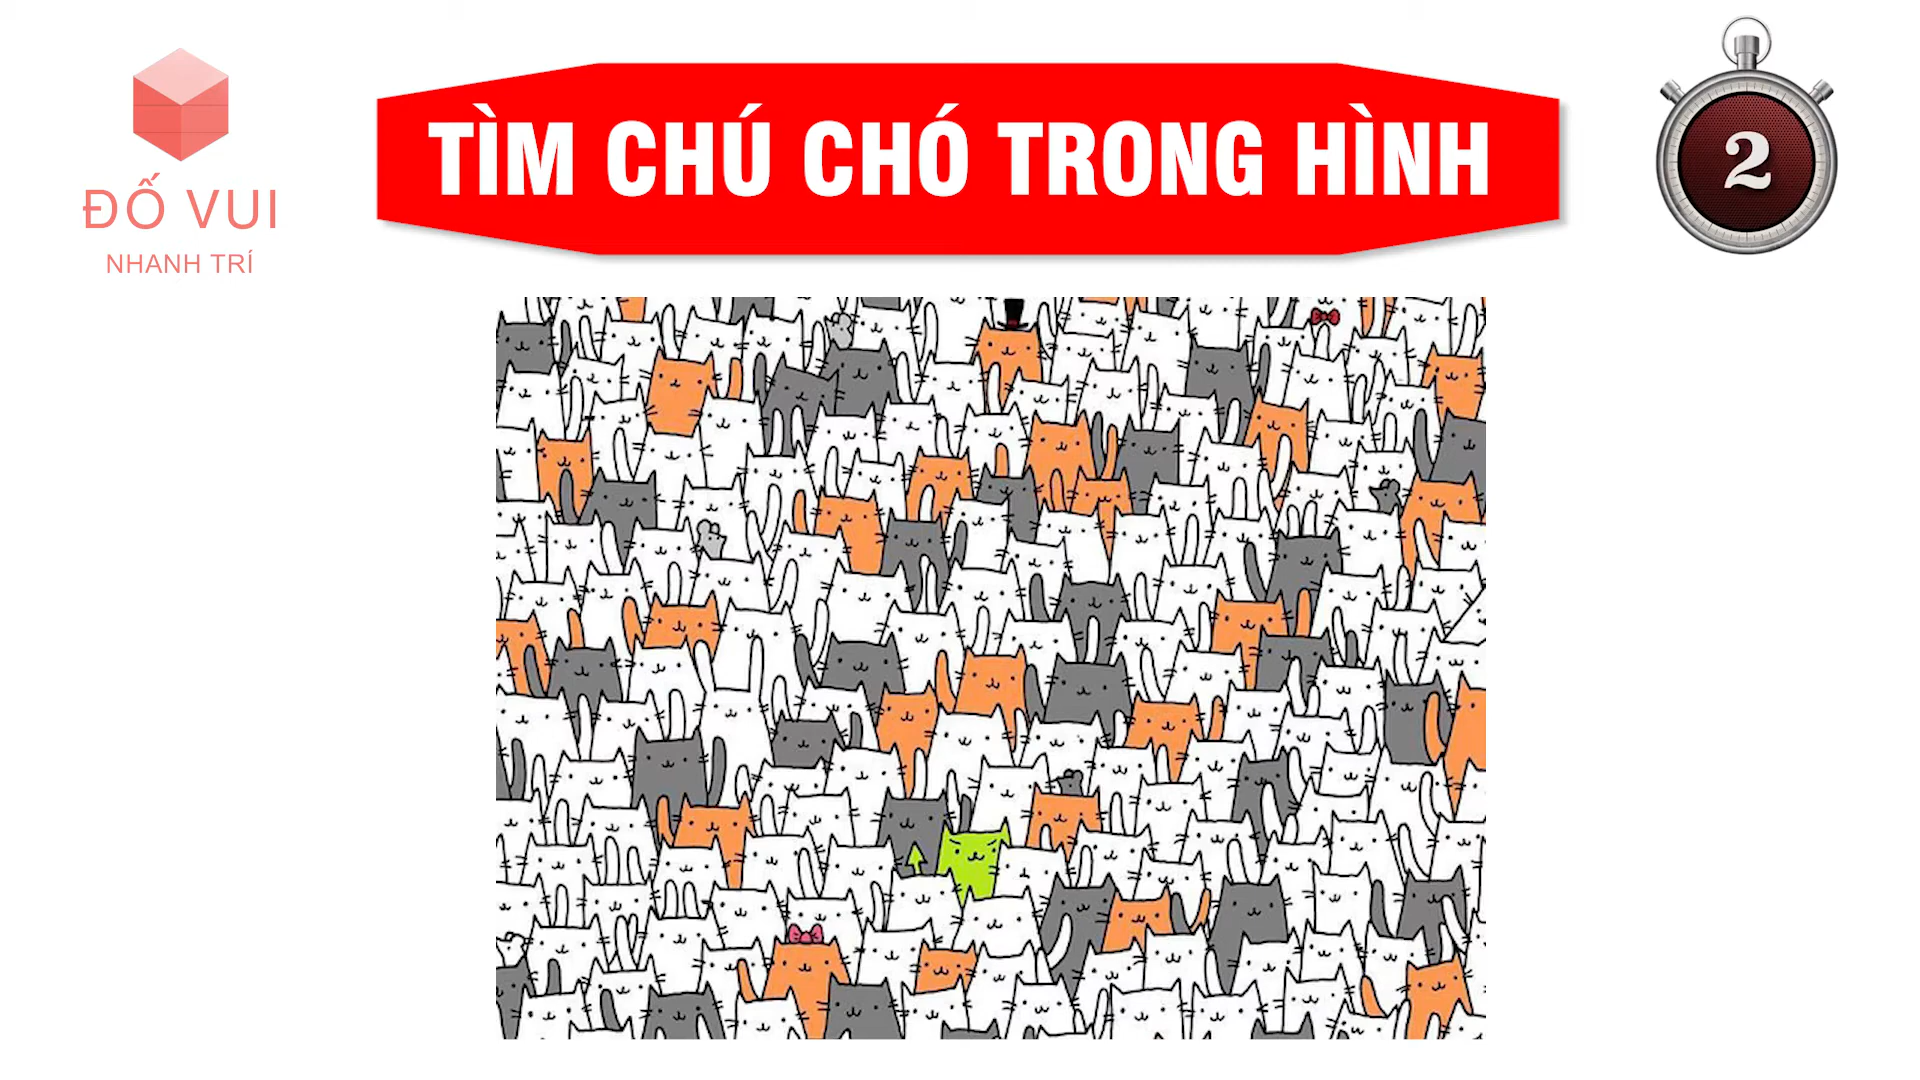 TÌM CHÚ CHÓ TRONG HÌNH
2
ĐỐ VUI
NHANH TRÍ